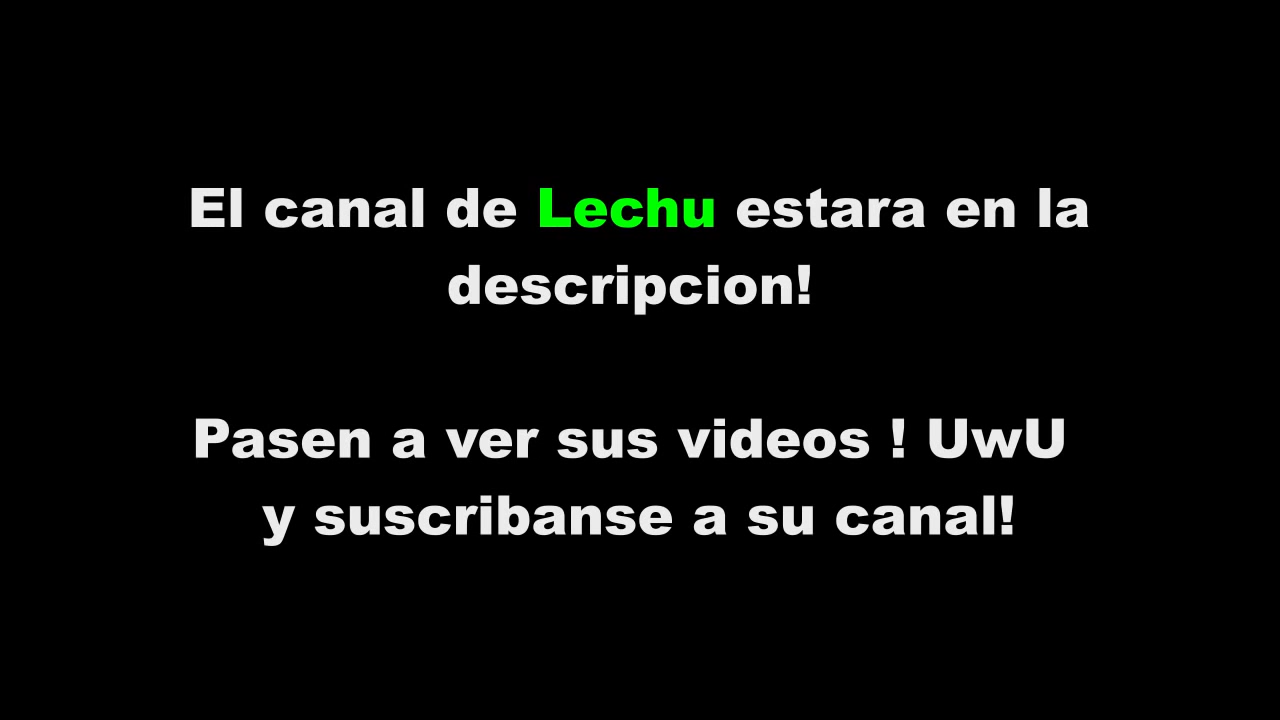 El canal de Lechu estara en la
descripcion!
Pasen a ver sus videos ! UwU
y suscribanse a su canal!